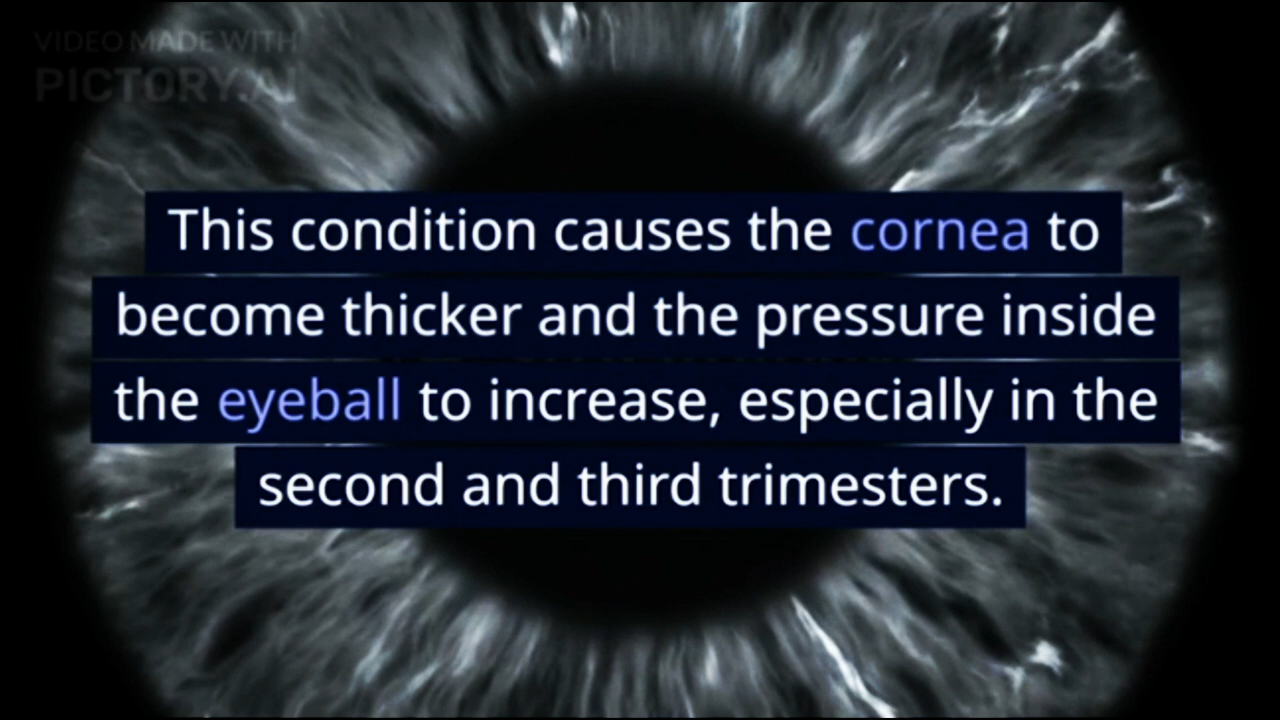 VIDEO MADE WITH
PICTORY.AI
This condition causes the cornea to
become thicker and the pressure inside
the eyeball to increase, especially in the
second and third trimesters.